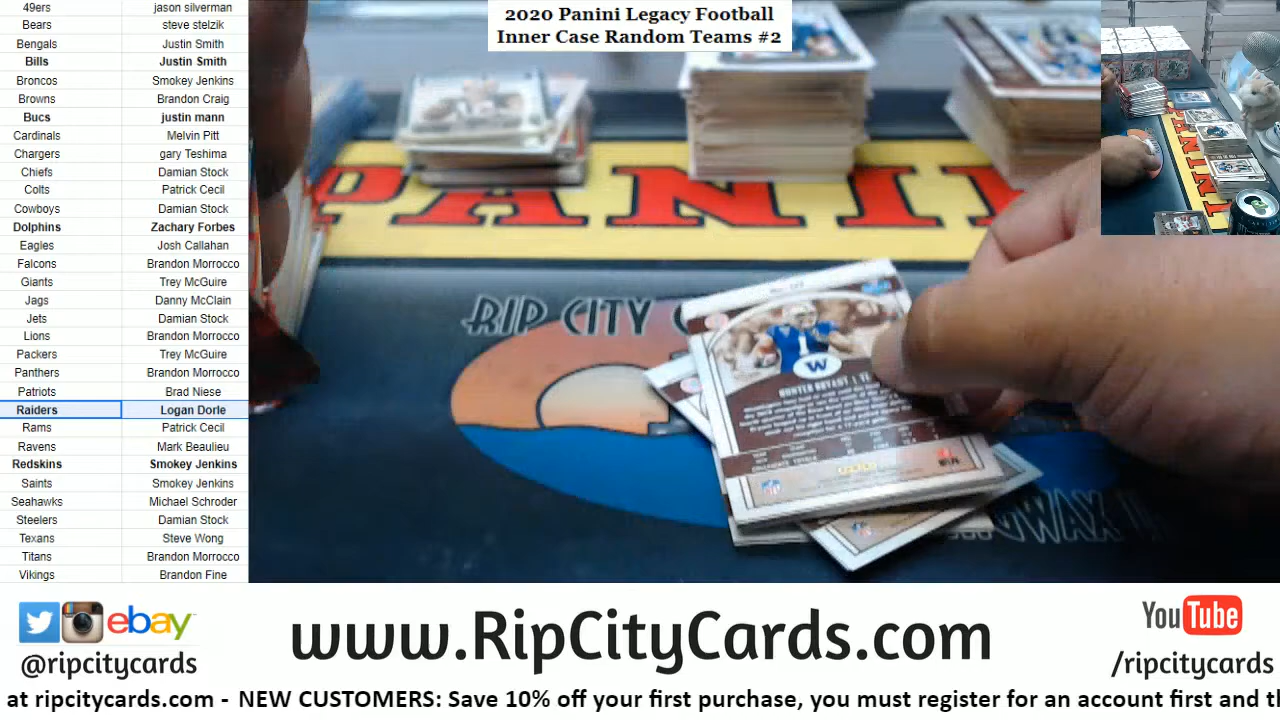 49ers jason silverman
Bears steve stelzik
Bengals Justin Smith
Bills Justin Smith
Broncos Smokey Jenkins
Browns Brandon Craig
Bucs justin mann
Cardinals Melvin Pitt
Chargers gary Teshima
Chiefs Damian Stock
Colts Patrick Cecil
Cowboys Damian Stock
Dolphins Zachary Forbes
Eagles Josh Callahan
Falcons Brandon Morrocco
Giants Trey McGuire
Jags Danny McClain
Jets Damian Stock
Lions Brandon Morrocco
Packers Trey McGuire
Panthers Brandon Morrocco
Patriots Brad Niese
Raiders Logan Dorle
Rams Patrick Cecil
Ravens Mark Beaulieu
Redskins Smokey Jenkins
Saints Smokey Jenkins
Seahawks Michael Schroder
Steelers Damian Stock
Texans Steve Wong
Titans Brandon Morrocco
Vikings Brandon Fine
2020 Panini Legacy Football
Inner Case Random Teams #2
PANINI
RIP CITY
W
HUNTER BRYANT | TE
ebay
@ripcitycards
www.RipCityCards.com
YouTube
/ripcitycards
at ripcitycards.com - NEW CUSTOMERS: Save 10% off your first purchase, you must register for an account first and